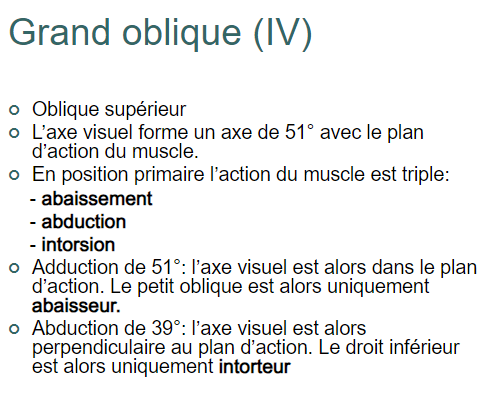 Grand oblique (IV)
Oblique supérieur
L'axe visuel forme un axe de 51° avec le plan
d'action du muscle.
En position primaire l'action du muscle est triple:
- abaissement
- abduction
- intorsion
Adduction de 51°: l'axe visuel est alors dans le plan
d'action. Le petit oblique est alors uniquement
abaisseur.
Abduction de 39°: l'axe visuel est alors
perpendiculaire au plan d'action. Le droit inférieur
est alors uniquement intorteur